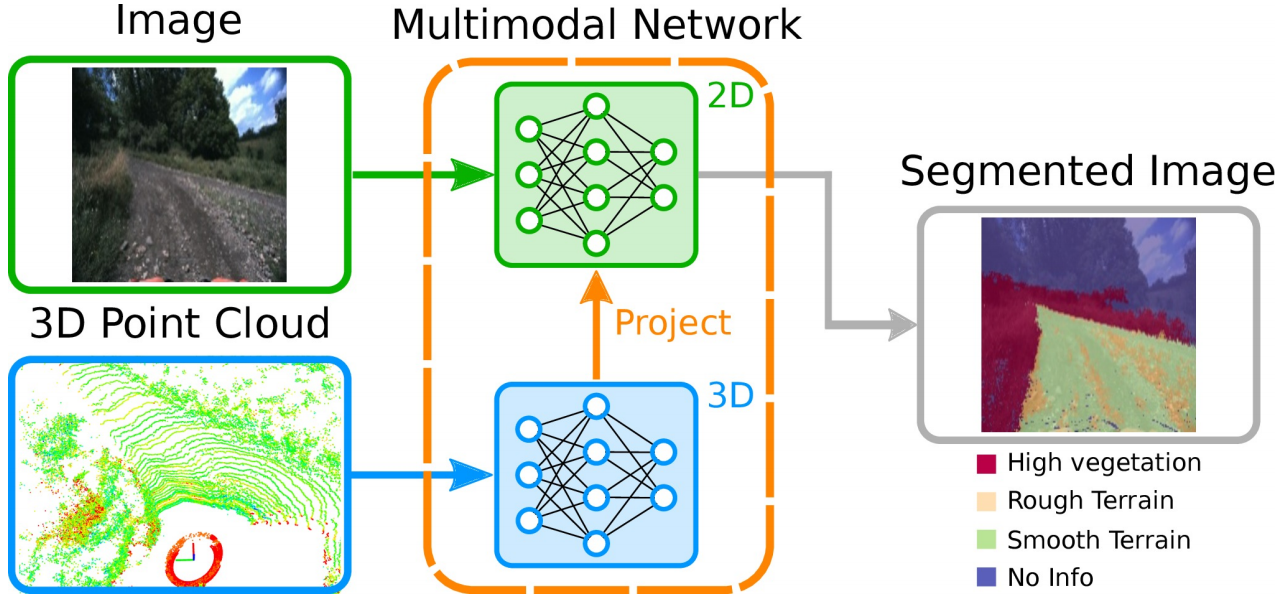 Image
Multimodal Network
2D
Segmented Image
3D Point Cloud
Project
3D
High vegetation
Rough Terrain
Smooth Terrain
No Info